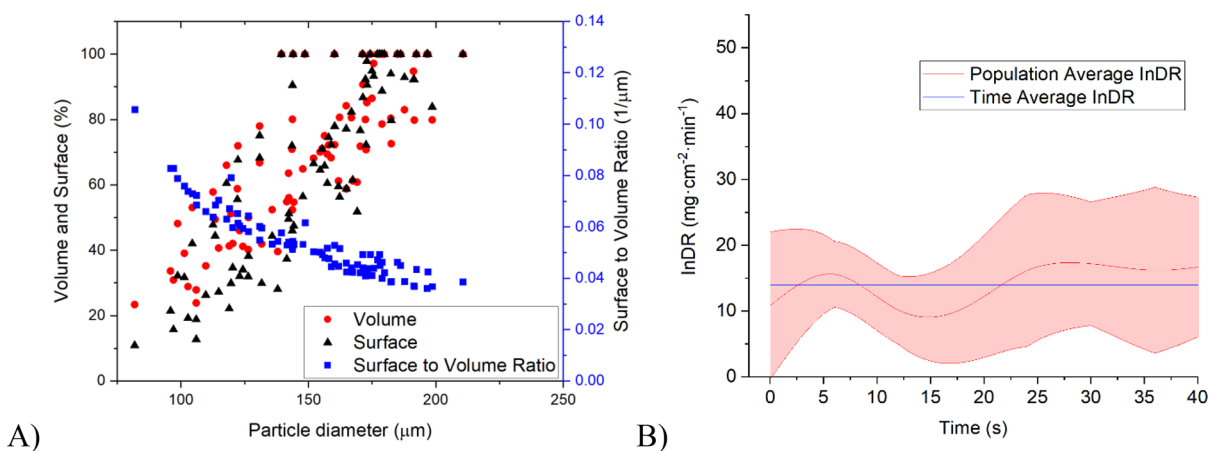 Volume and Surface (%)
100
80
60
40
20
0
100
150
200
250
Particle diameter (μm)
0.14
0.12
0.10
0.08
0.06
0.04
0.02
0.00
Surface to Volume Ratio (1/μm)
Volume
Surface
Surface to Volume Ratio
A)
InDR (mg·cm⁻²·min⁻¹)
50
40
30
20
10
0
0
5
10
15
20
25
30
35
40
Time (s)
Population Average InDR
Time Average InDR
B)